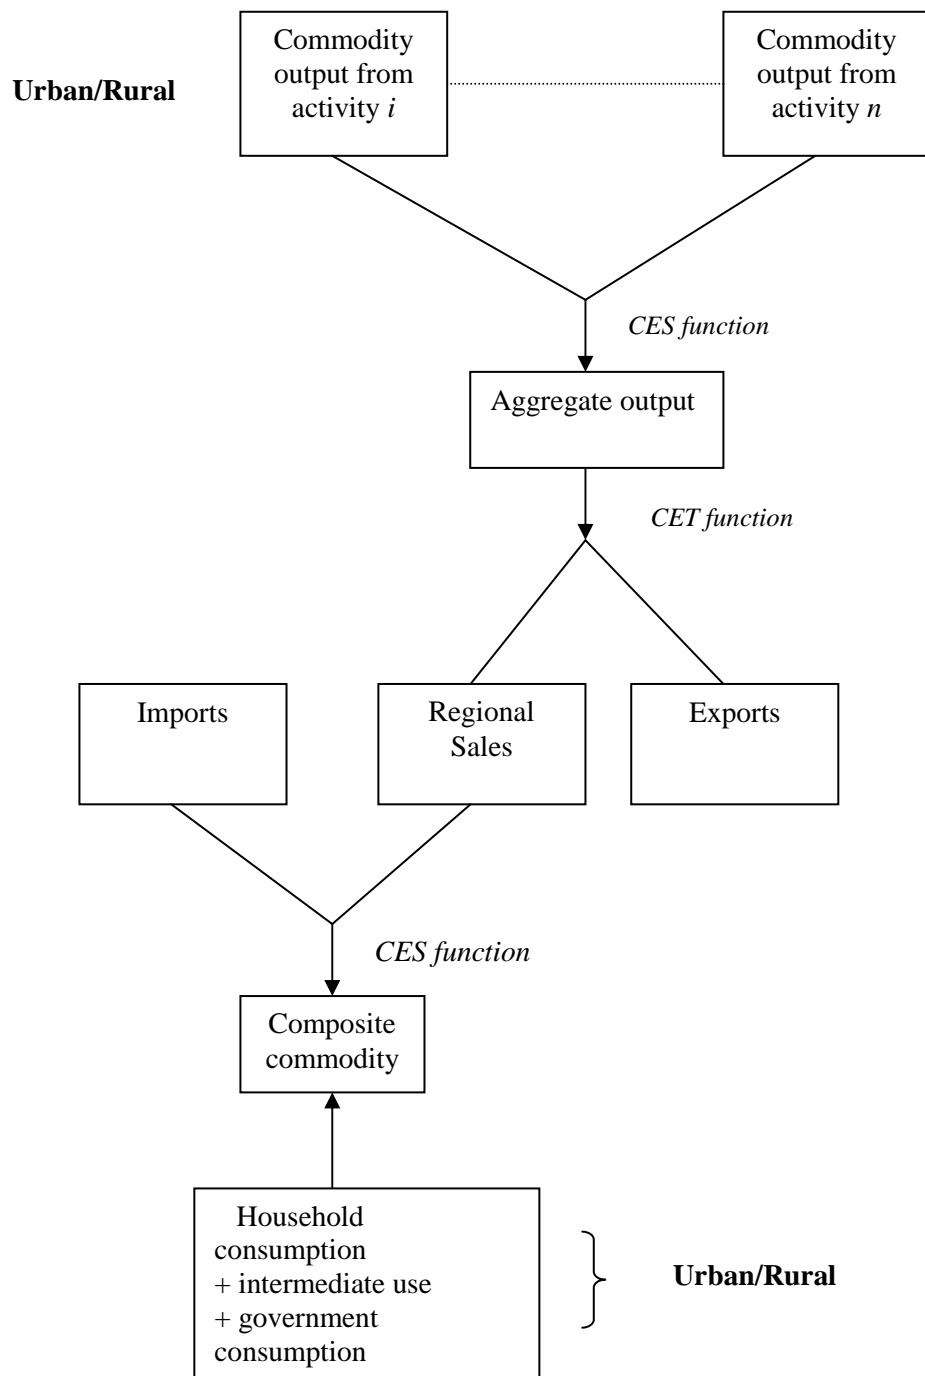 Urban/Rural
Commodity
output from
activity i
Commodity
output from
activity n
CES function
Aggregate output
CET function
Imports
Regional
Sales
Exports
CES function
Composite
commodity
Household
consumption
+ intermediate use
+ government
consumption
Urban/Rural